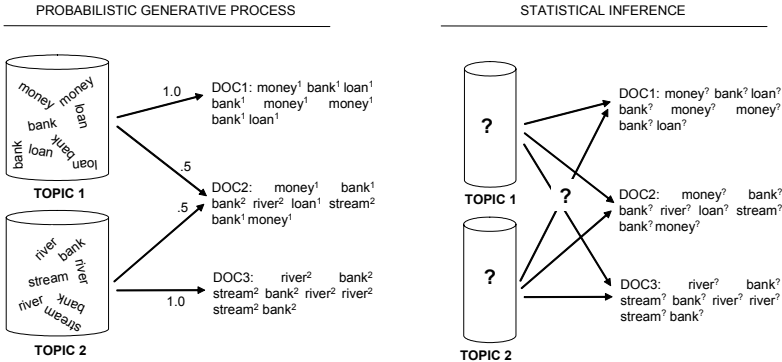 PROBABILISTIC GENERATIVE PROCESS
money
money
loan
bank
bank
bank
loan
loan
TOPIC 1
river
bank
river
stream
river
bank
stream
TOPIC 2
1.0
.5
.5
1.0
DOC1: money¹ bank¹ loan¹
bank¹ money¹ money¹
bank¹ loan¹
DOC2: money¹ bank¹
bank² river² loan¹ stream²
bank¹ money¹
DOC3: river² bank²
stream² bank² river² river²
stream² bank²
STATISTICAL INFERENCE
?
TOPIC 1
?
TOPIC 2
?
DOC1: money? bank? loan?
bank? money? money?
bank? loan?
DOC2: money? bank?
bank? river? loan? stream?
bank? money?
DOC3: river? bank?
stream? bank? river? river?
stream? bank?